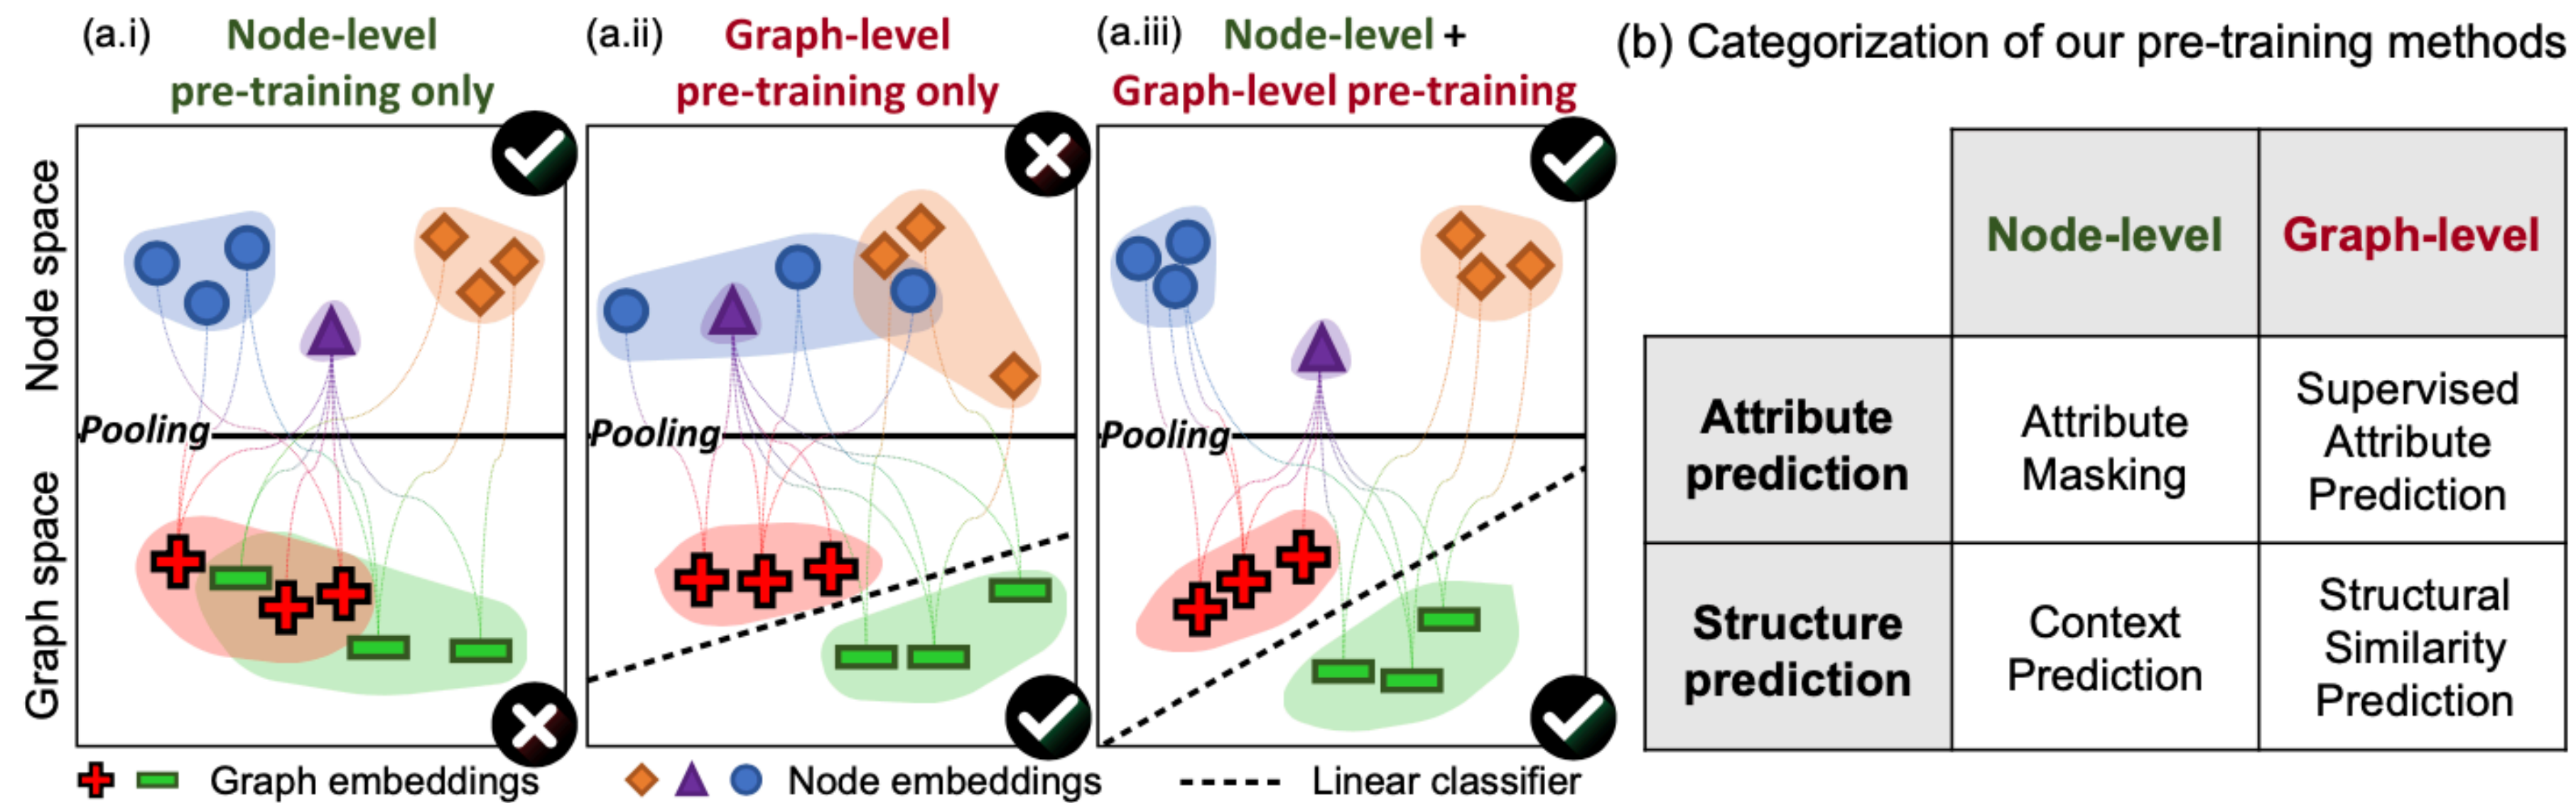 (a.i) Node-level
pre-training only
(a.ii) Graph-level
pre-training only
(a.iii) Node-level +
Graph-level pre-training
Node space
Graph space
Pooling
Pooling
Pooling
Graph embeddings
Node embeddings
Linear classifier
(b) Categorization of our pre-training methods
Node-level
Graph-level
Attribute
prediction
Attribute
Masking
Supervised
Attribute
Prediction
Structure
prediction
Context
Prediction
Structural
Similarity
Prediction